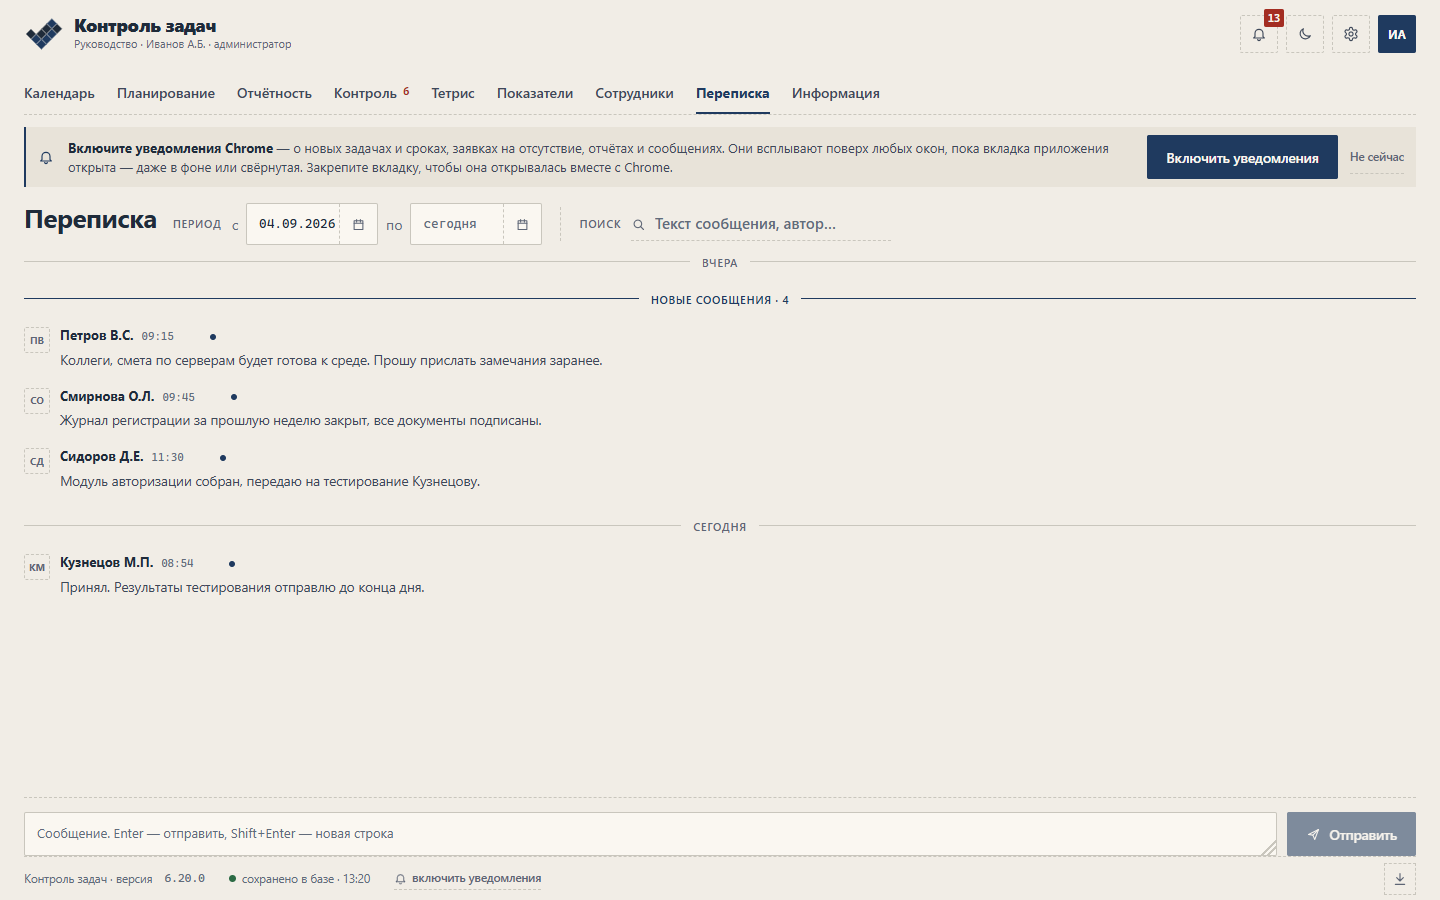 Контроль задач
Руководство · Иванов А.Б. · администратор
13
ИА
Календарь Планирование Отчётность Контроль 6 Тетрис Показатели Сотрудники Переписка Информация
Включите уведомления Chrome — о новых задачах и сроках, заявках на отсутствие, отчётах и сообщениях. Они всплывают поверх любых окон, пока вкладка приложения
открыта — даже в фоне или свёрнутая. Закрепите вкладку, чтобы она открывалась вместе с Chrome.
Включить уведомления
Не сейчас
Переписка ПЕРИОД С 04.09.2026 ПО сегодня ПОИСК Текст сообщения, автор...
ВЧЕРА
НОВЫЕ СООБЩЕНИЯ · 4
ПВ Петров В.С. 09:15
Коллеги, смета по серверам будет готова к среде. Прошу прислать замечания заранее.
СО Смирнова О.Л. 09:45
Журнал регистрации за прошлую неделю закрыт, все документы подписаны.
СД Сидоров Д.Е. 11:30
Модуль авторизации собран, передаю на тестирование Кузнецову.
СЕГОДНЯ
КМ Кузнецов М.П. 08:54
Принял. Результаты тестирования отправлю до конца дня.
Сообщение. Enter — отправить, Shift+Enter — новая строка
Отправить
Контроль задач · версия 6.20.0 сохранено в базе · 13:20 включить уведомления